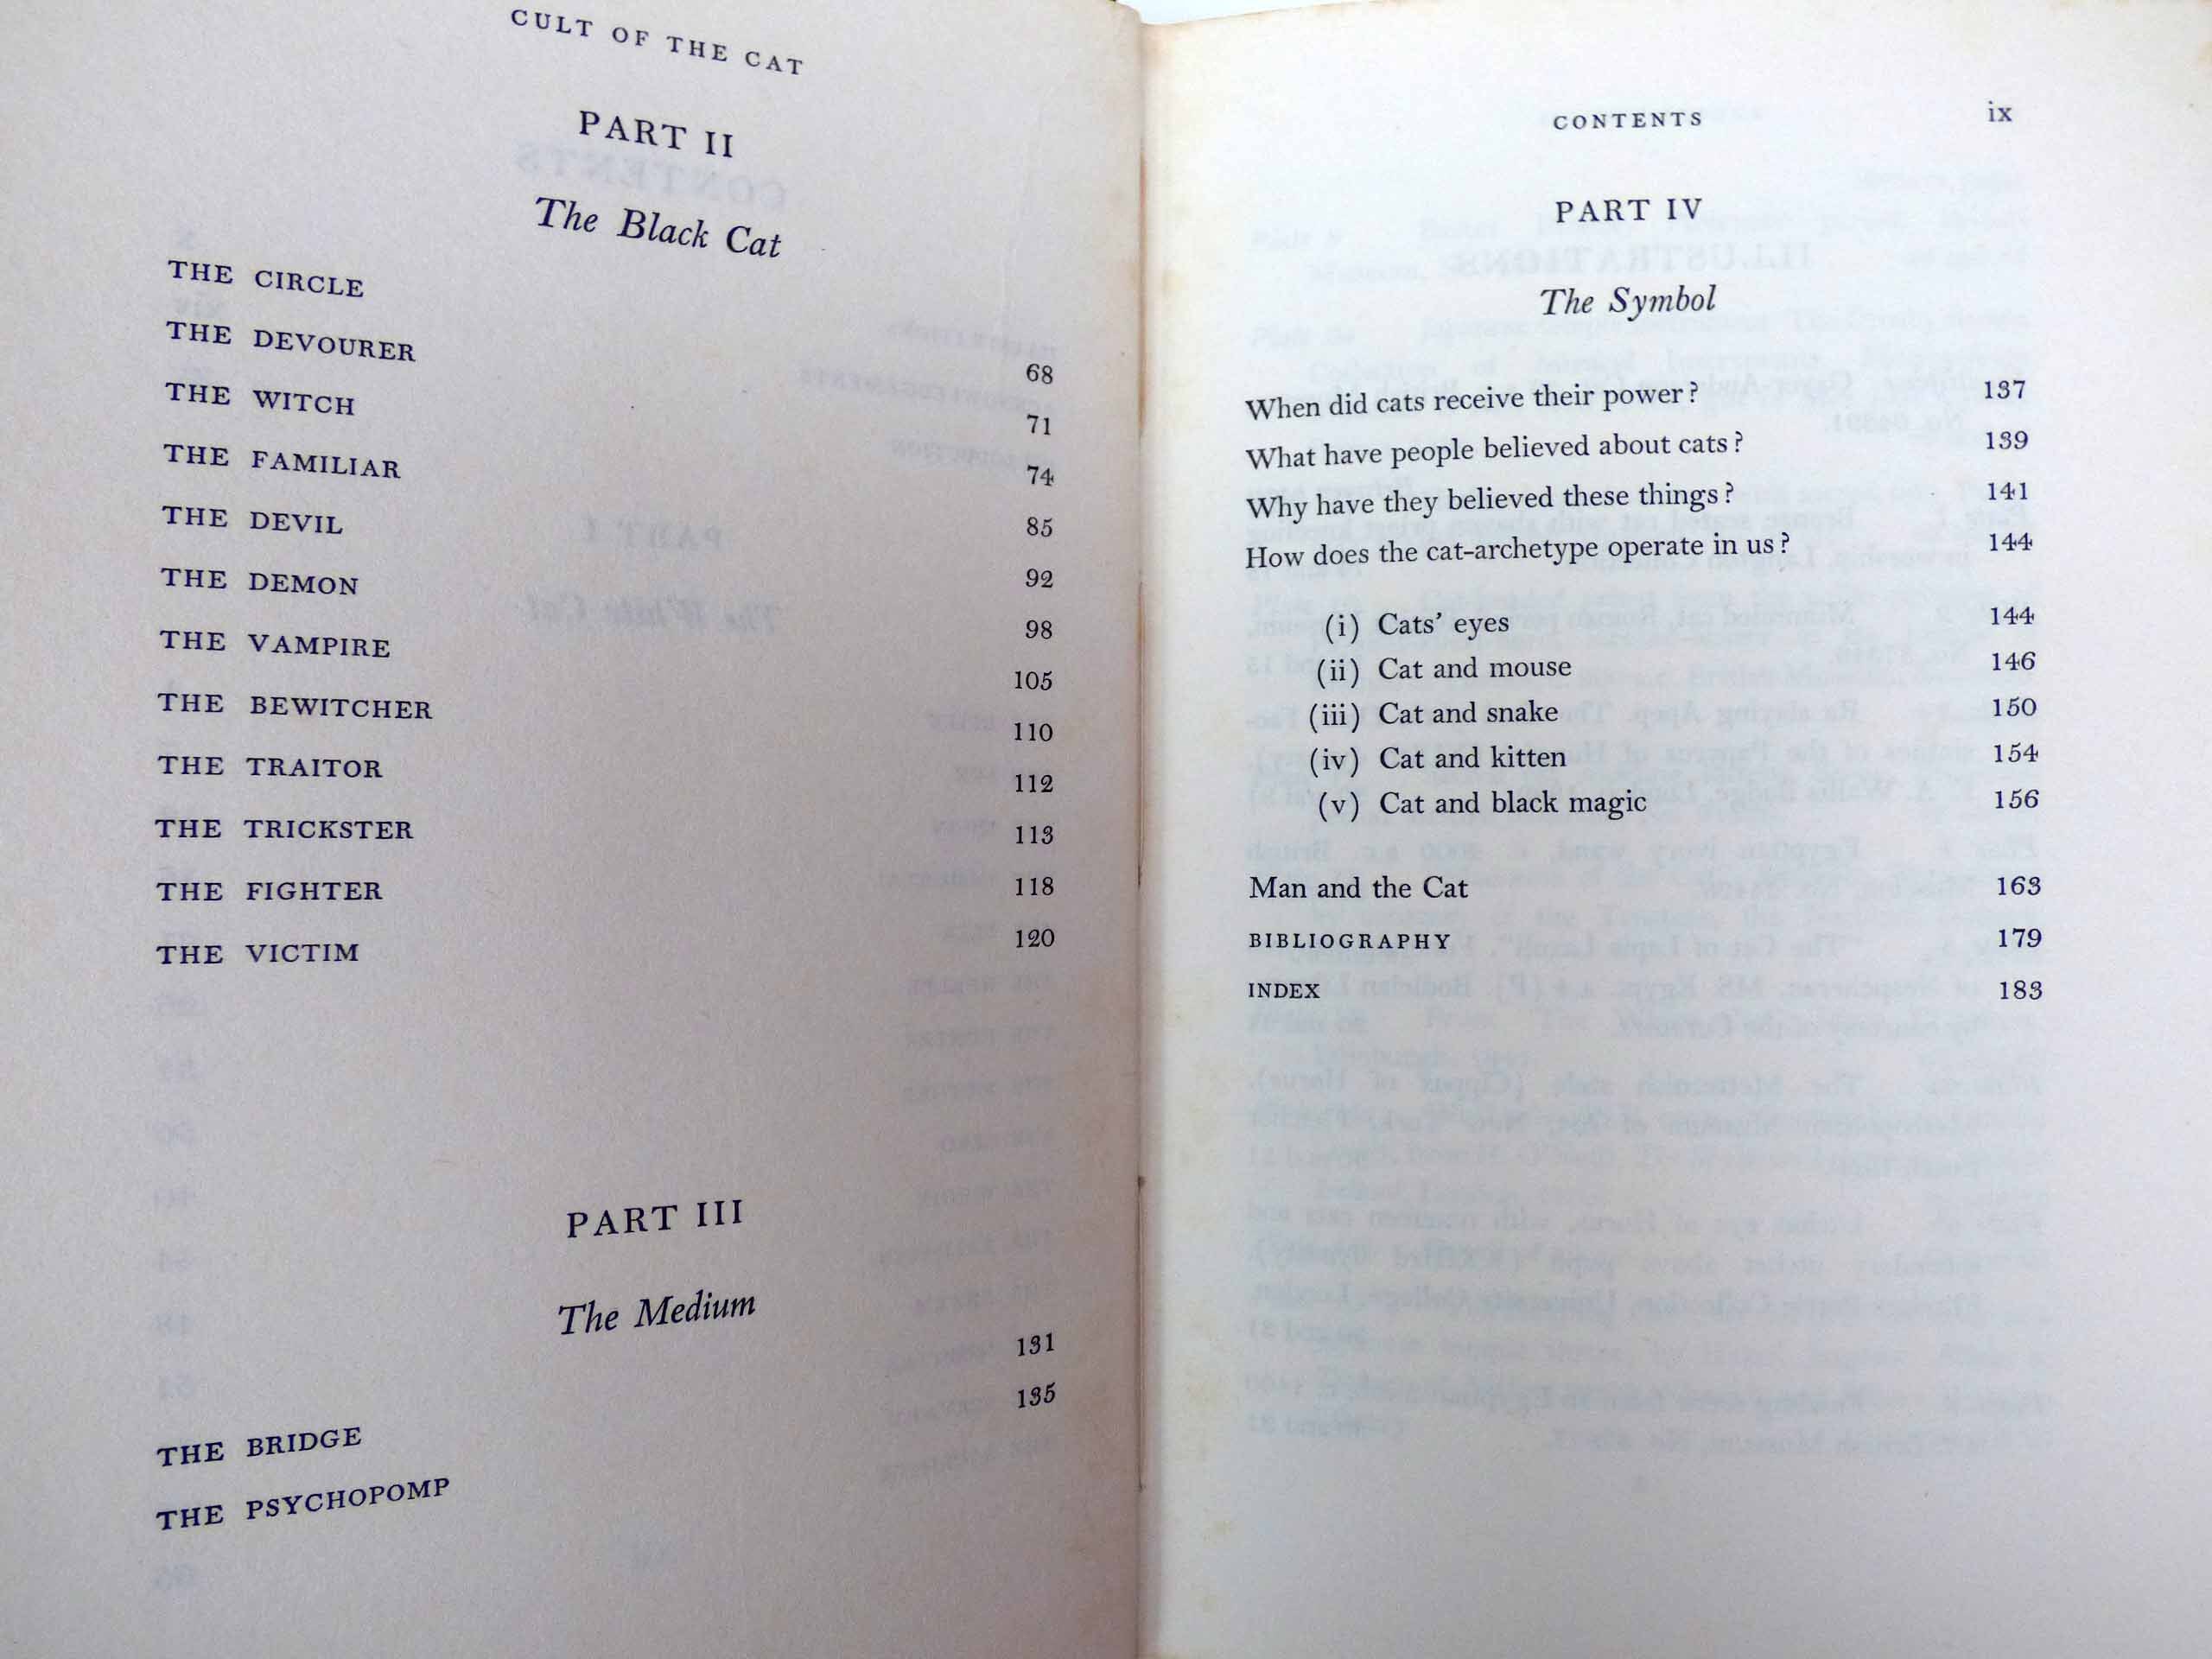 CULT OF THE CAT
PART II
The Black Cat
THE CIRCLE 68
THE DEVOURER 71
THE WITCH 74
THE FAMILIAR 85
THE DEVIL 92
THE DEMON 98
THE VAMPIRE 105
THE BEWITCHER 110
THE TRAITOR 112
THE TRICKSTER 113
THE FIGHTER 118
THE VICTIM 120
PART III
The Medium
THE BRIDGE 131
THE PSYCHOPOMP 135
CONTENTS ix
PART IV
The Symbol
When did cats receive their power? 137
What have people believed about cats? 139
Why have they believed these things? 141
How does the cat-archetype operate in us? 144
(i) Cats' eyes 144
(ii) Cat and mouse 146
(iii) Cat and snake 150
(iv) Cat and kitten 154
(v) Cat and black magic 156
Man and the Cat 163
BIBLIOGRAPHY 179
INDEX 183